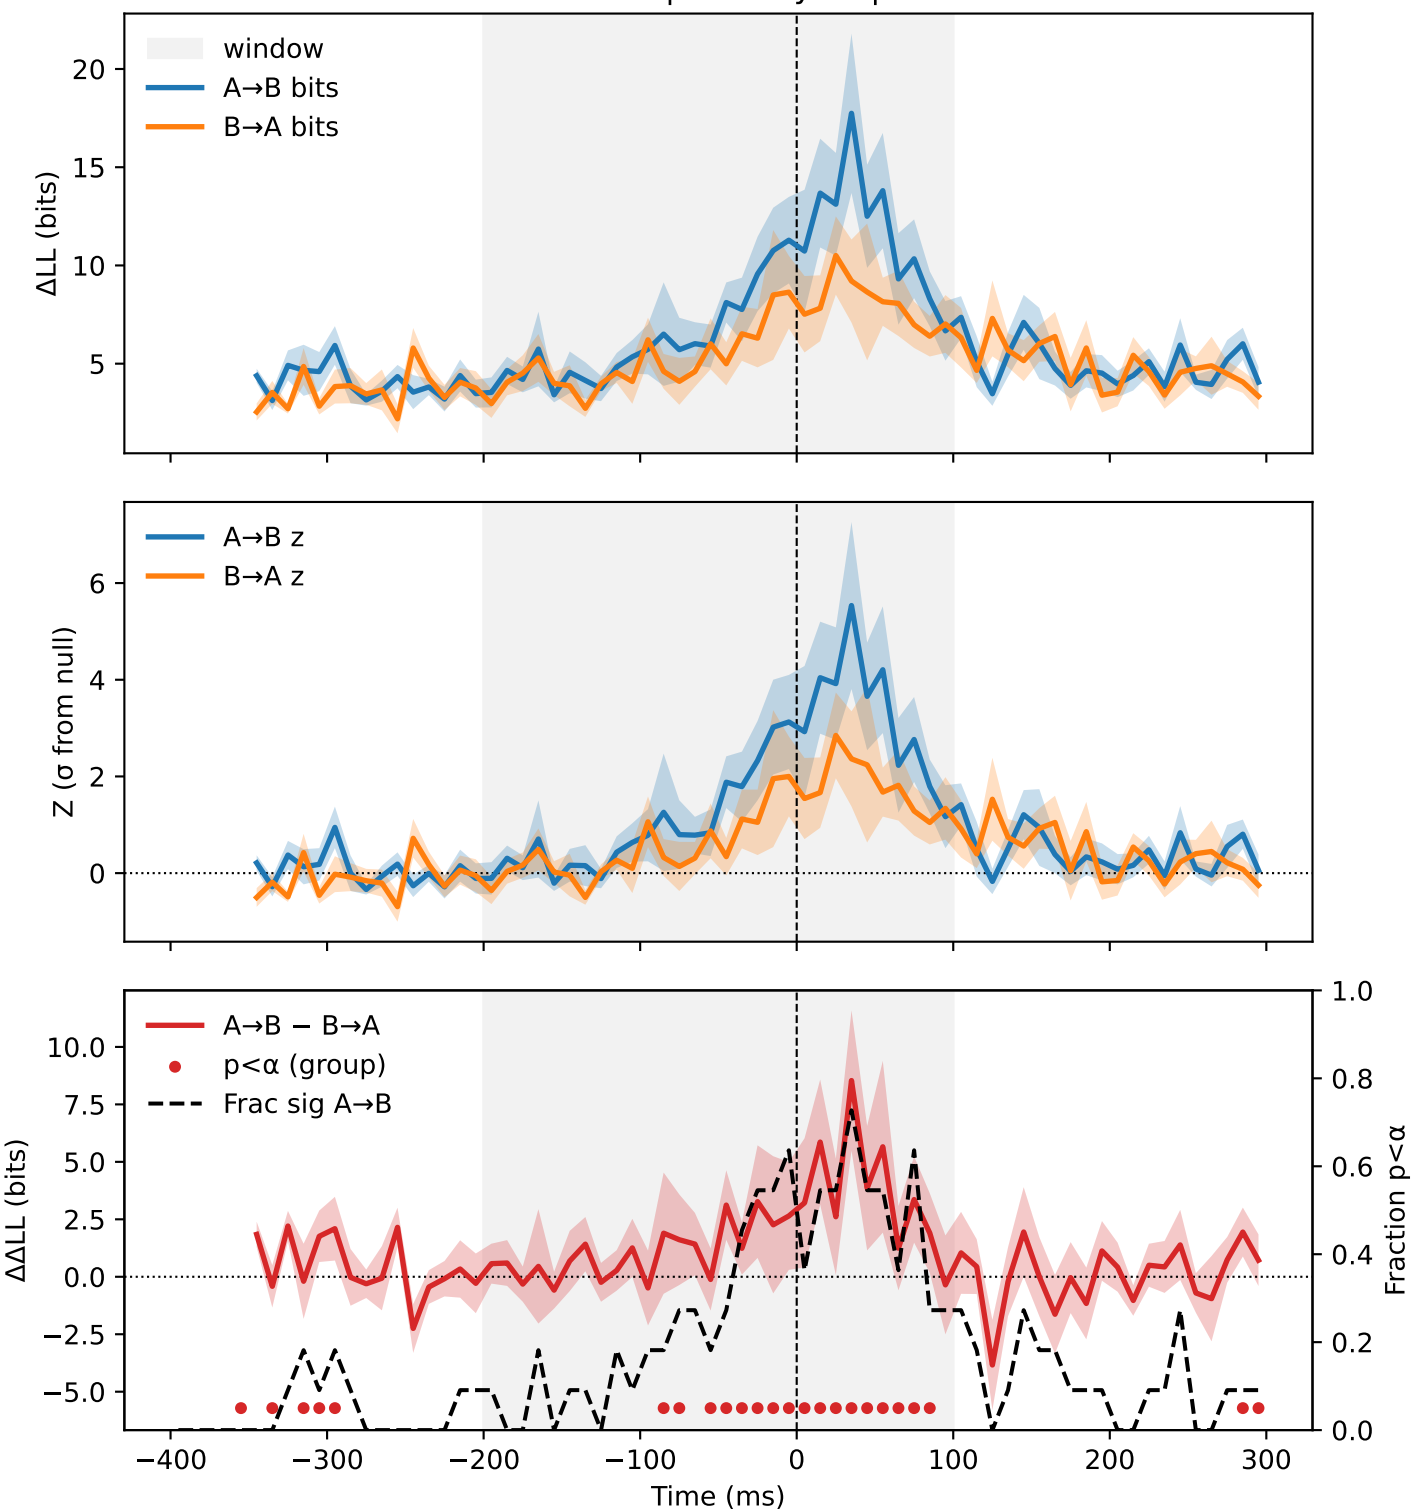 window
A→B bits
B→A bits
20
15
10
5
ΔLL (bits)
A→B z
B→A z
6
4
2
0
Z (σ from null)
A→B − B→A
p<α (group)
Frac sig A→B
10.0
7.5
5.0
2.5
0.0
−2.5
−5.0
ΔΔLL (bits)
1.0
0.8
0.6
0.4
0.2
0.0
Fraction p<α
−400 −300 −200 −100 0 100 200 300
Time (ms)